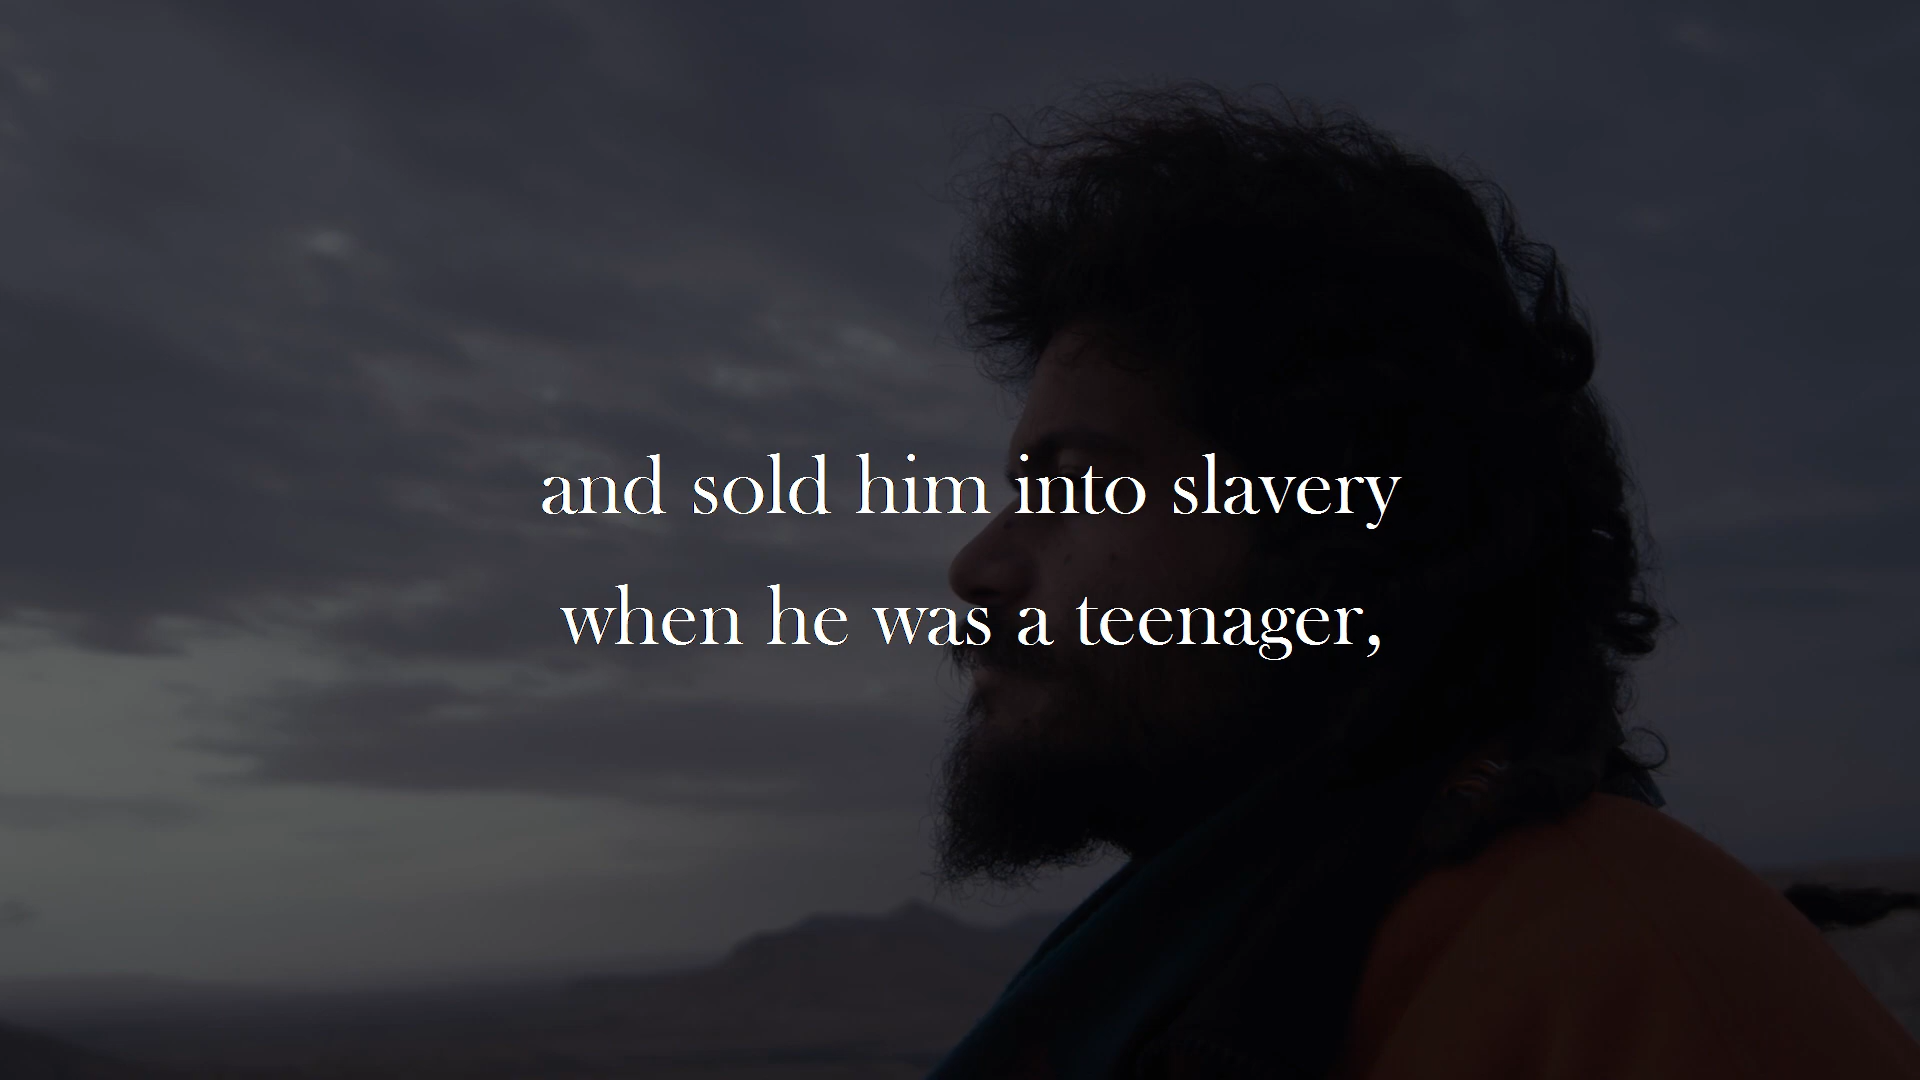 and sold him into slavery
when he was a teenager,